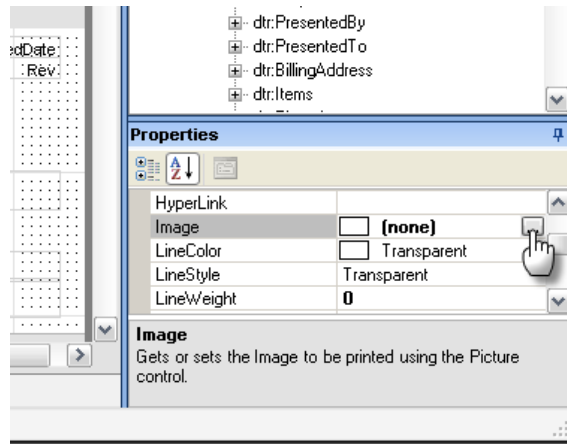 dtr:PresentedBy
dtr:PresentedTo
dtr:BillingAddress
dtr:Items
edDate:
Rev:
Properties
HyperLink
Image (none)
LineColor Transparent
LineStyle Transparent
LineWeight 0
Image
Gets or sets the Image to be printed using the Picture
control.